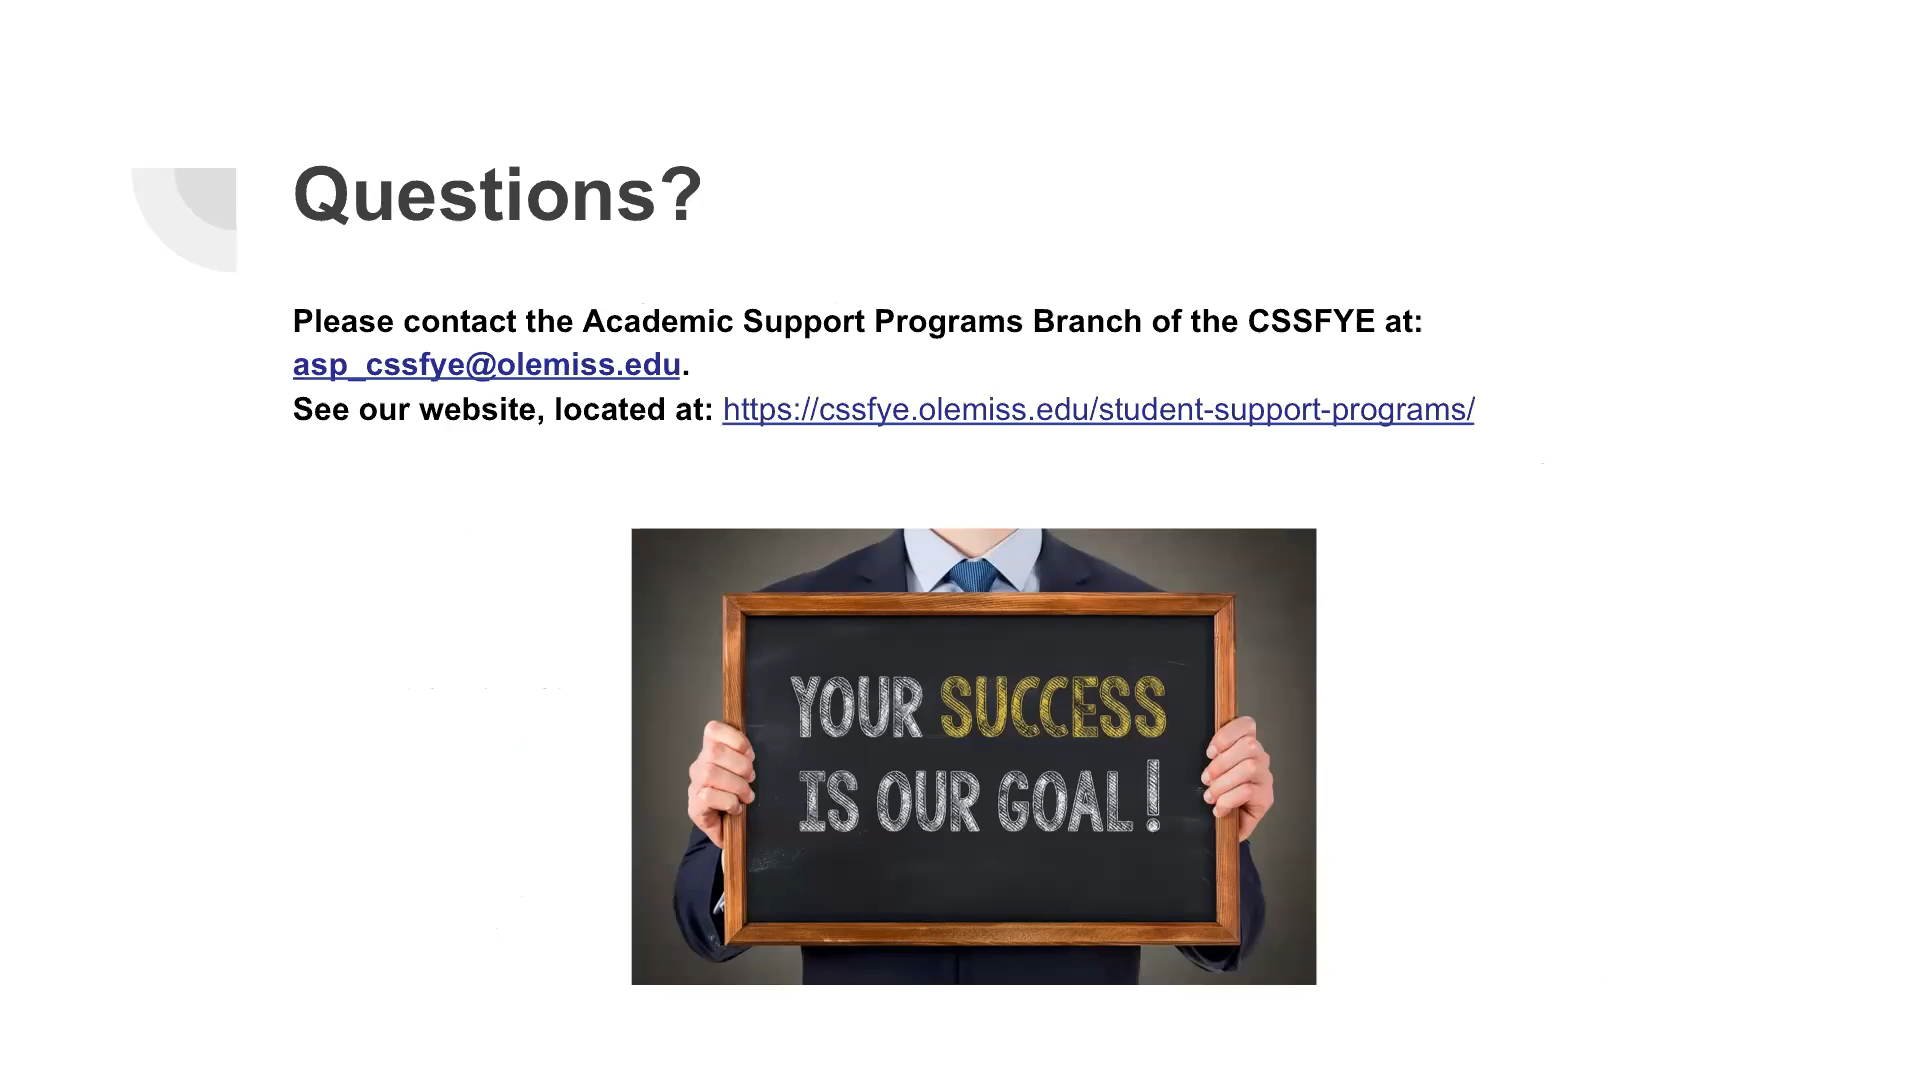 Questions?
Please contact the Academic Support Programs Branch of the CSSFYE at:
asp_cssfye@olemiss.edu.
See our website, located at: https://cssfye.olemiss.edu/student-support-programs/
YOUR SUCCESS
IS OUR GOAL!